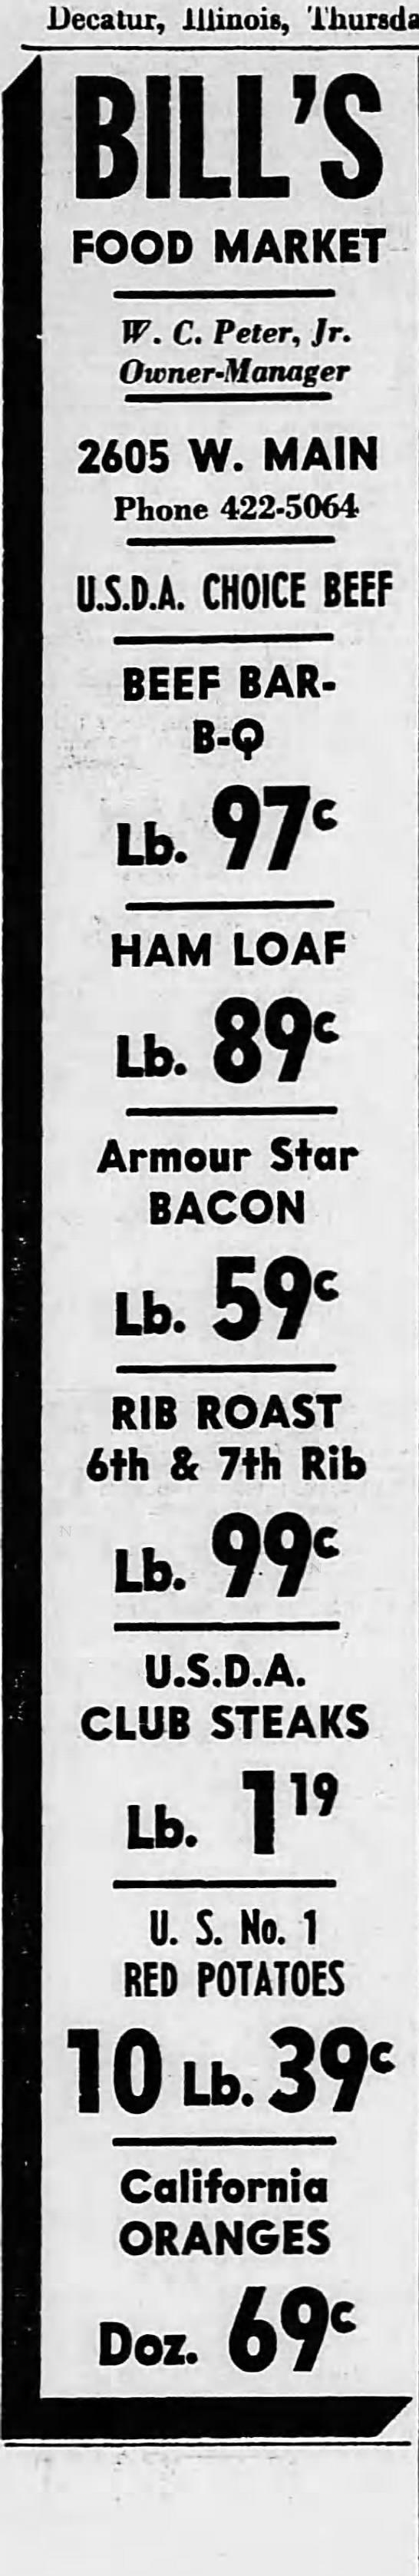 Decatur, Illinois, Thursda
BILL'S
FOOD MARKET
W. C. Peter, Jr.
Owner-Manager
2605 W. MAIN
Phone 422-5064
U.S.D.A. CHOICE BEEF
BEEF BAR-
B-Q
Lb. 97c
HAM LOAF
Lb. 89c
Armour Star
BACON
Lb. 59c
RIB ROAST
6th & 7th Rib
Lb. 99c
U.S.D.A.
CLUB STEAKS
Lb. 1 19
U. S. No. 1
RED POTATOES
10 Lb. 39c
California
ORANGES
Doz. 69c